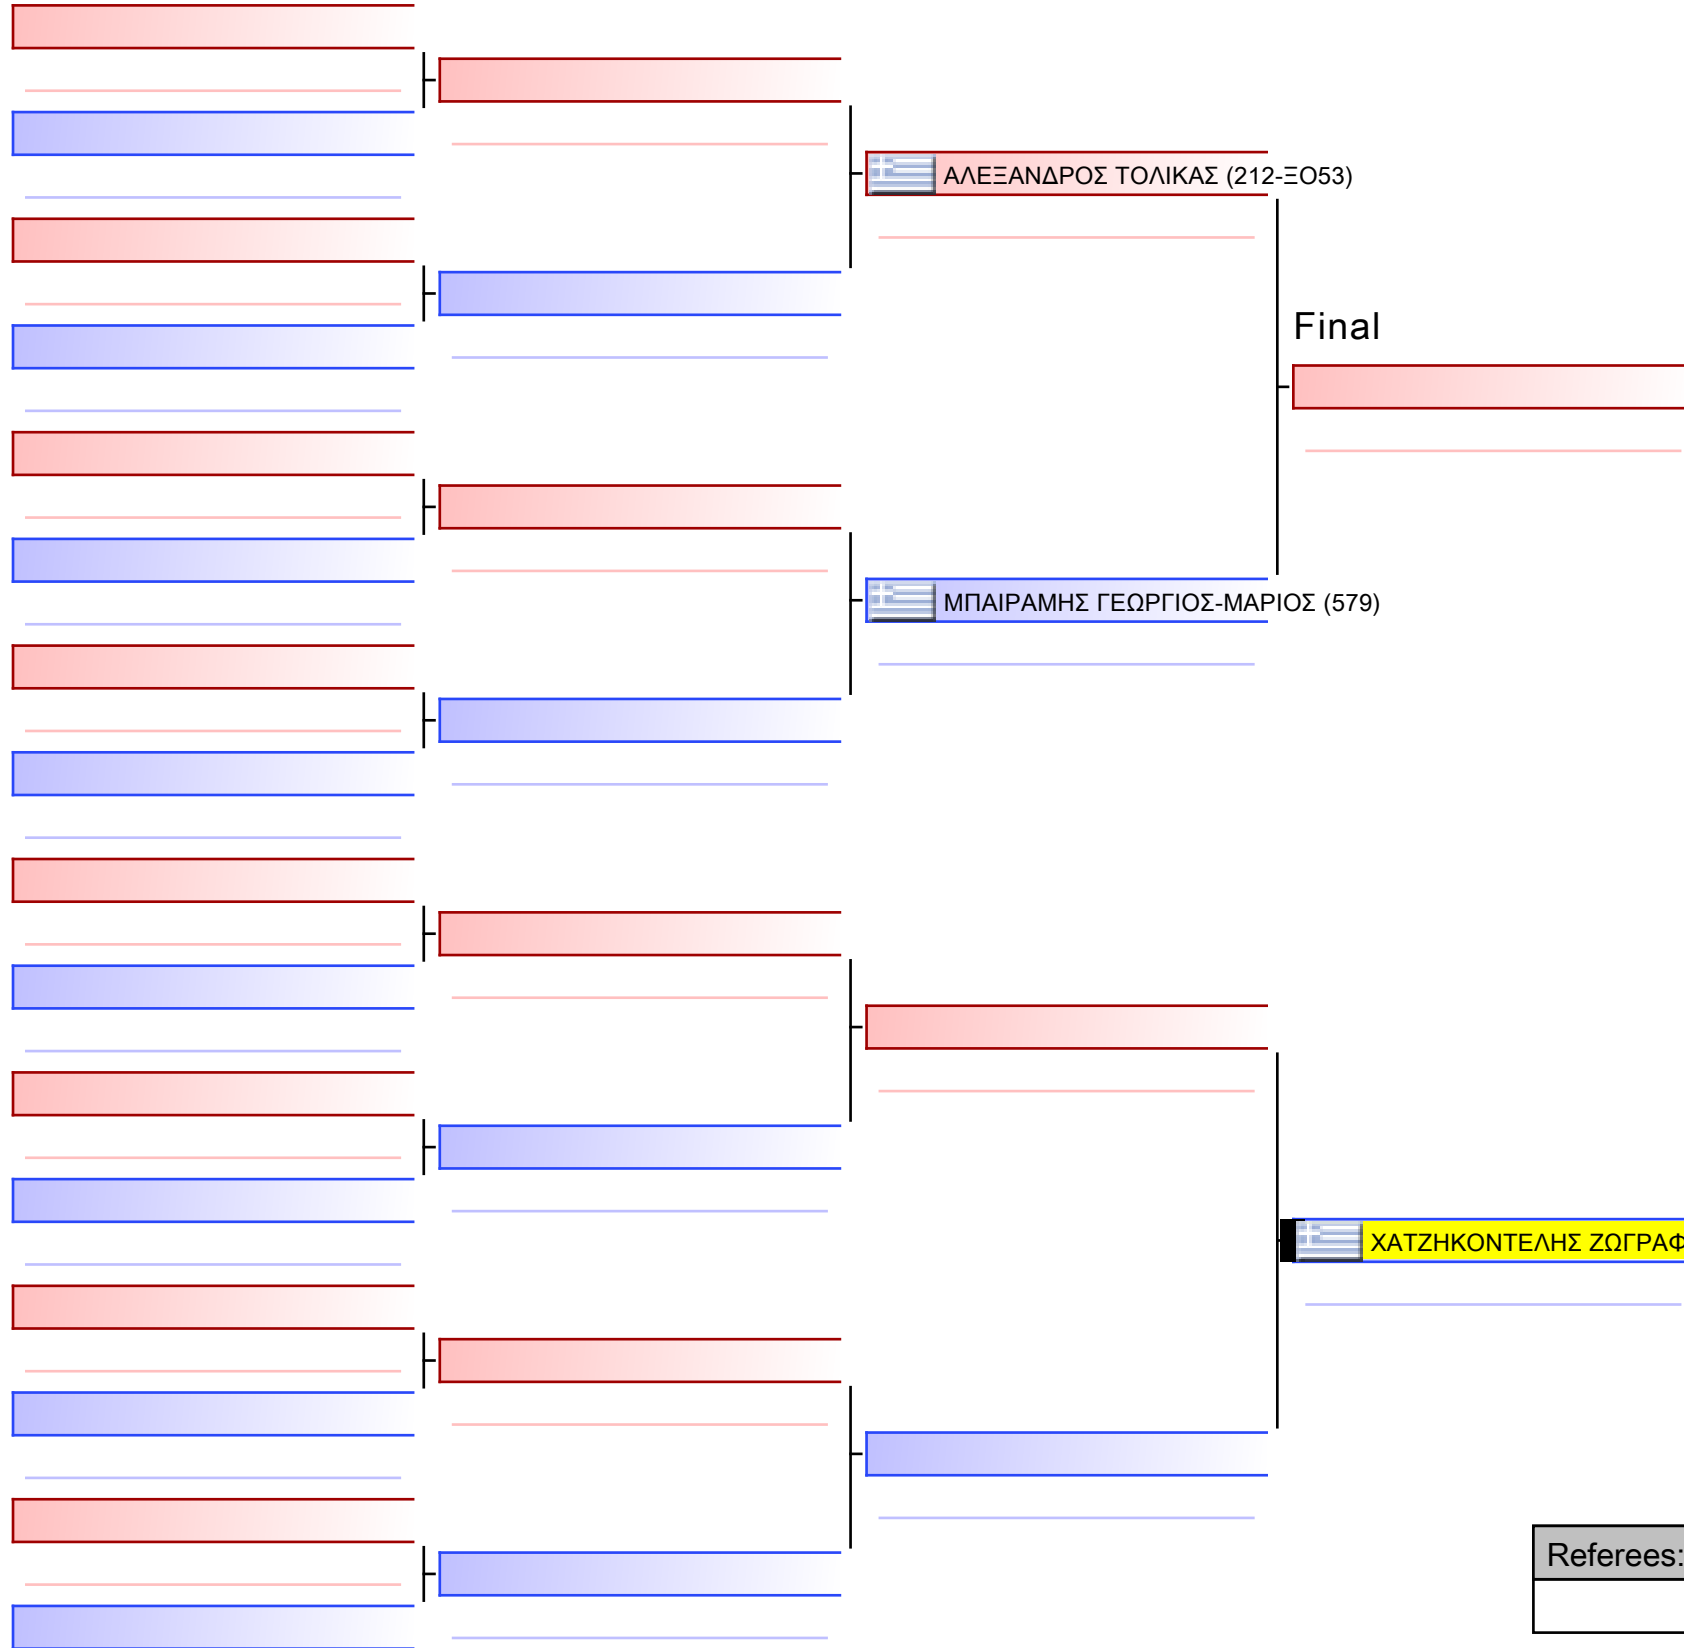 ΑΛΕΞΑΝΔΡΟΣ ΤΟΛΙΚΑΣ (212-ΞΟ53)
Final
ΜΠΑΙΡΑΜΗΣ ΓΕΩΡΓΙΟΣ-ΜΑΡΙΟΣ (579)
ΧΑΤΖΗΚΟΝΤΕΛΗΣ ΖΩΓΡΑΦ
Referees: